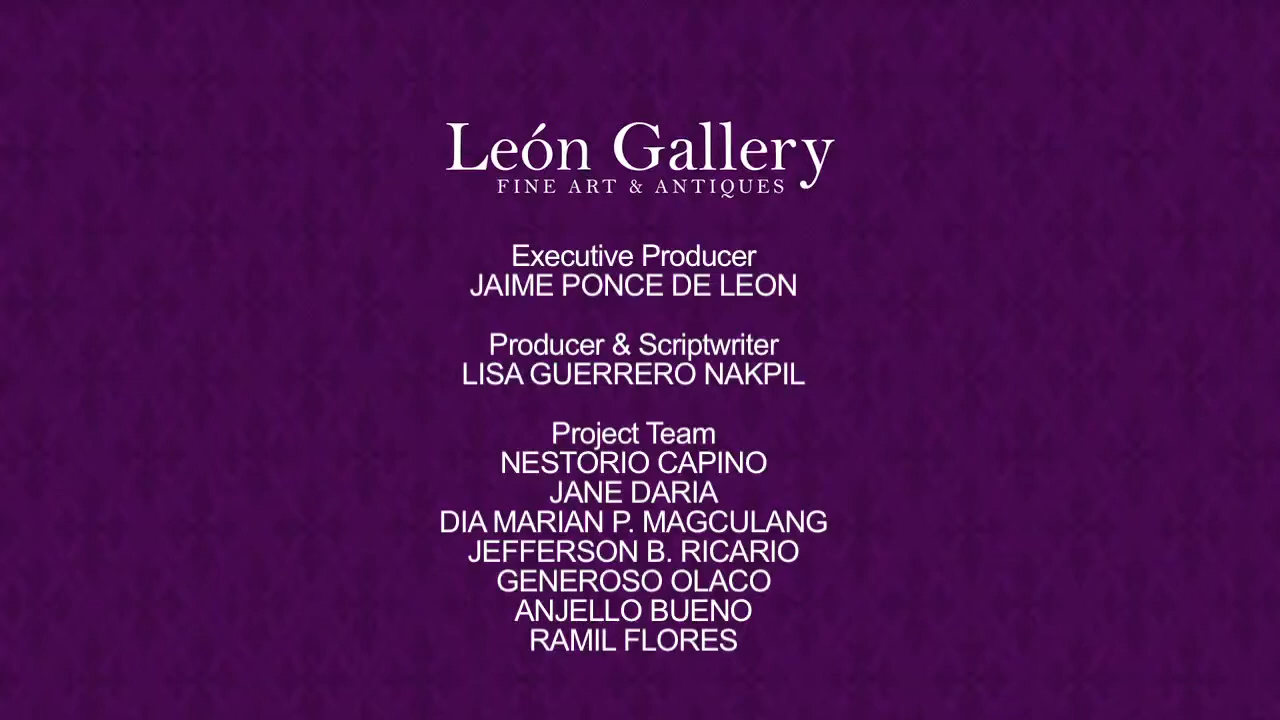 León Gallery
FINE ART & ANTIQUES
Executive Producer
JAIME PONCE DE LEON
Producer & Scriptwriter
LISA GUERRERO NAKPIL
Project Team
NESTORIO CAPINO
JANE DARIA
DIA MARIAN P. MAGCULANG
JEFFERSON B. RICARIO
GENEROSO OLACO
ANJELLO BUENO
RAMIL FLORES